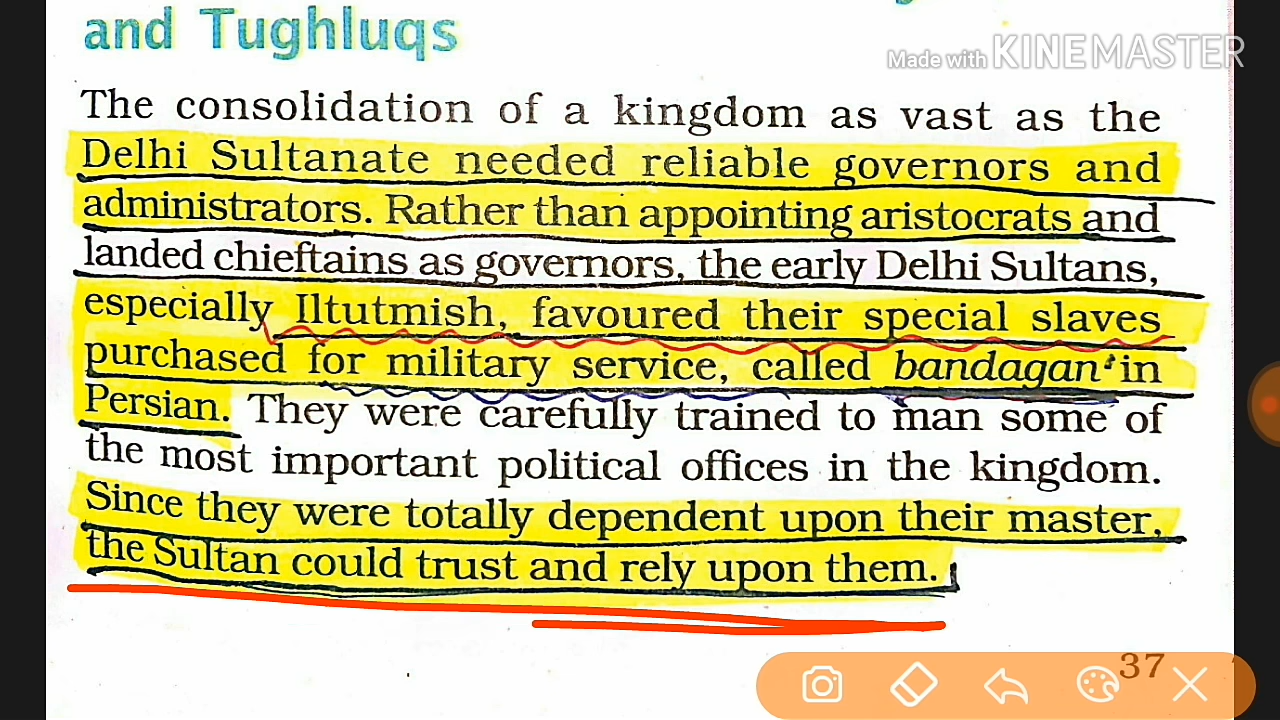 and Tughluqs
Made with KINEMASTER
The consolidation of a kingdom as vast as the
Delhi Sultanate needed reliable governors and
administrators. Rather than appointing aristocrats and
landed chieftains as governors, the early Delhi Sultans,
especially Iltutmish, favoured their special slaves
purchased for military service, called bandagan in
Persian. They were carefully trained to man some of
the most important political offices in the kingdom.
Since they were totally dependent upon their master,
the Sultan could trust and rely upon them.
37